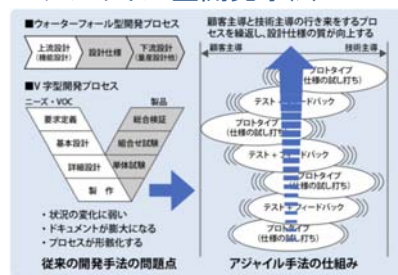 ■ウォーターフォール型開発プロセス
上流設計
(機能設計)
設計仕様
下流設計
(量産設計他)
■V字型開発プロセス
ニーズ・VOC
製品
要求定義
総合検証
基本設計
組合せ試験
詳細設計
単体試験
製 作
・状況の変化に弱い
・ドキュメントが膨大になる
・プロセスが形骸化する
従来の開発手法の問題点
顧客主導と技術主導の行き来をするプロ
セスを繰返し、設計仕様の質が向上する
顧客主導
技術主導
プロトタイプ
(仕様の試し打ち)
テスト+フィードバック
プロトタイプ
(仕様の試し打ち)
テスト+フィードバック
プロトタイプ
(仕様の試し打ち)
テスト+フィードバック
プロトタイプ
(仕様の試し打ち)
アジャイル手法の仕組み